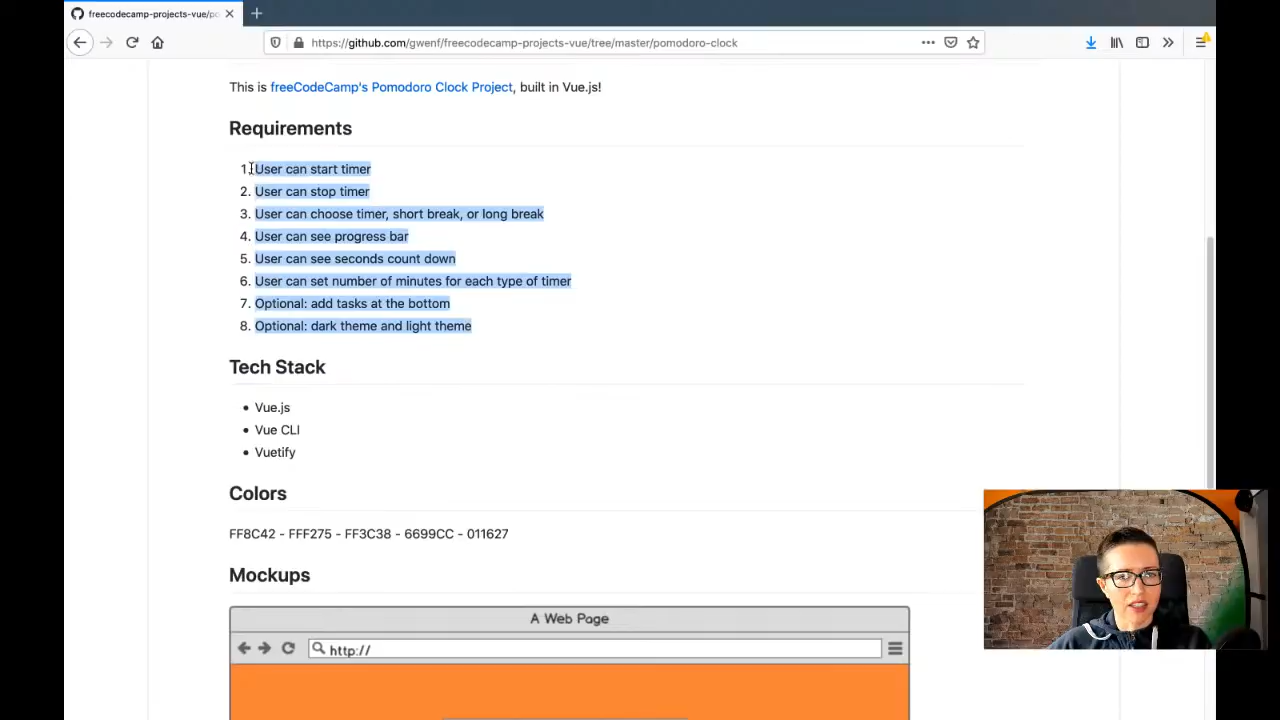 freecodecamp-projects-vue/po
https://github.com/gwenf/freecodecamp-projects-vue/tree/master/pomodoro-clock
This is freeCodeCamp's Pomodoro Clock Project, built in Vue.js!
Requirements
1. User can start timer
2. User can stop timer
3. User can choose timer, short break, or long break
4. User can see progress bar
5. User can see seconds count down
6. User can set number of minutes for each type of timer
7. Optional: add tasks at the bottom
8. Optional: dark theme and light theme
Tech Stack
• Vue.js
• Vue CLI
• Vuetify
Colors
FF8C42 - FFF275 - FF3C38 - 6699CC - 011627
Mockups
A Web Page
http://